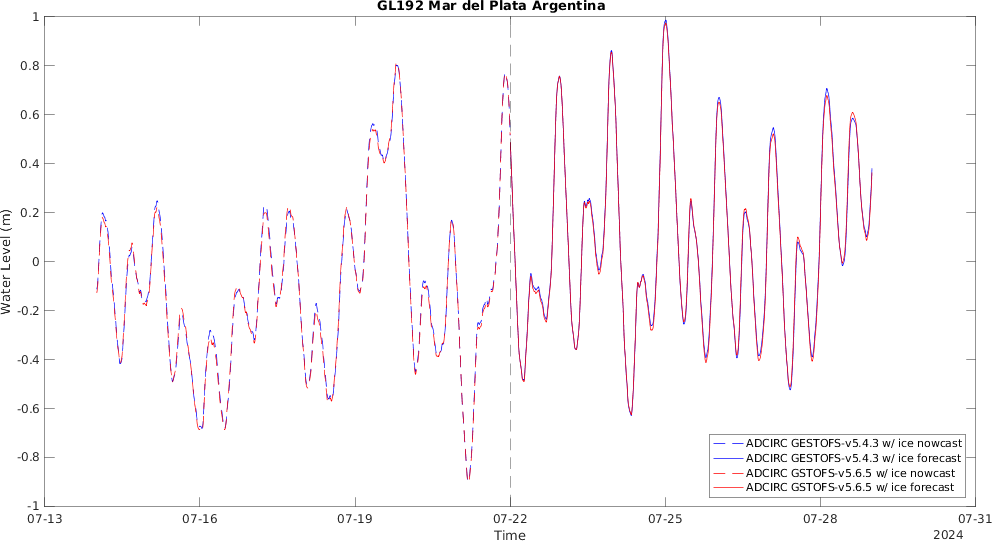 GL192 Mar del Plata Argentina
Water Level (m)
1
0.8
0.6
0.4
0.2
0
-0.2
-0.4
-0.6
-0.8
-1
ADCIRC GESTOFS-v5.4.3 w/ ice nowcast
ADCIRC GESTOFS-v5.4.3 w/ ice forecast
ADCIRC GSTOFS-v5.6.5 w/ ice nowcast
ADCIRC GSTOFS-v5.6.5 w/ ice forecast
07-13 07-16 07-19 07-22 07-25 07-28 07-31
Time
2024